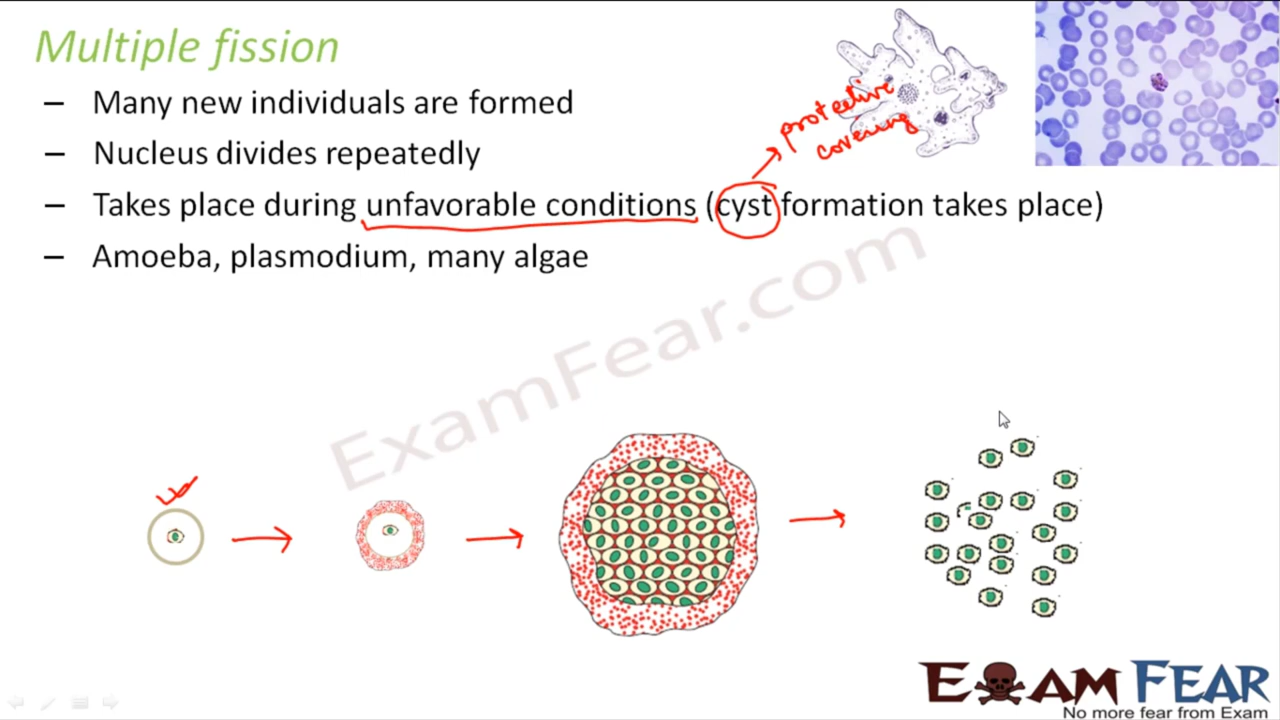 Multiple fission
– Many new individuals are formed
– Nucleus divides repeatedly
– Takes place during unfavorable conditions (cyst formation takes place)
– Amoeba, plasmodium, many algae
protective
covering
ExamFear.com
EXAM FEAR
No more fear from Exam